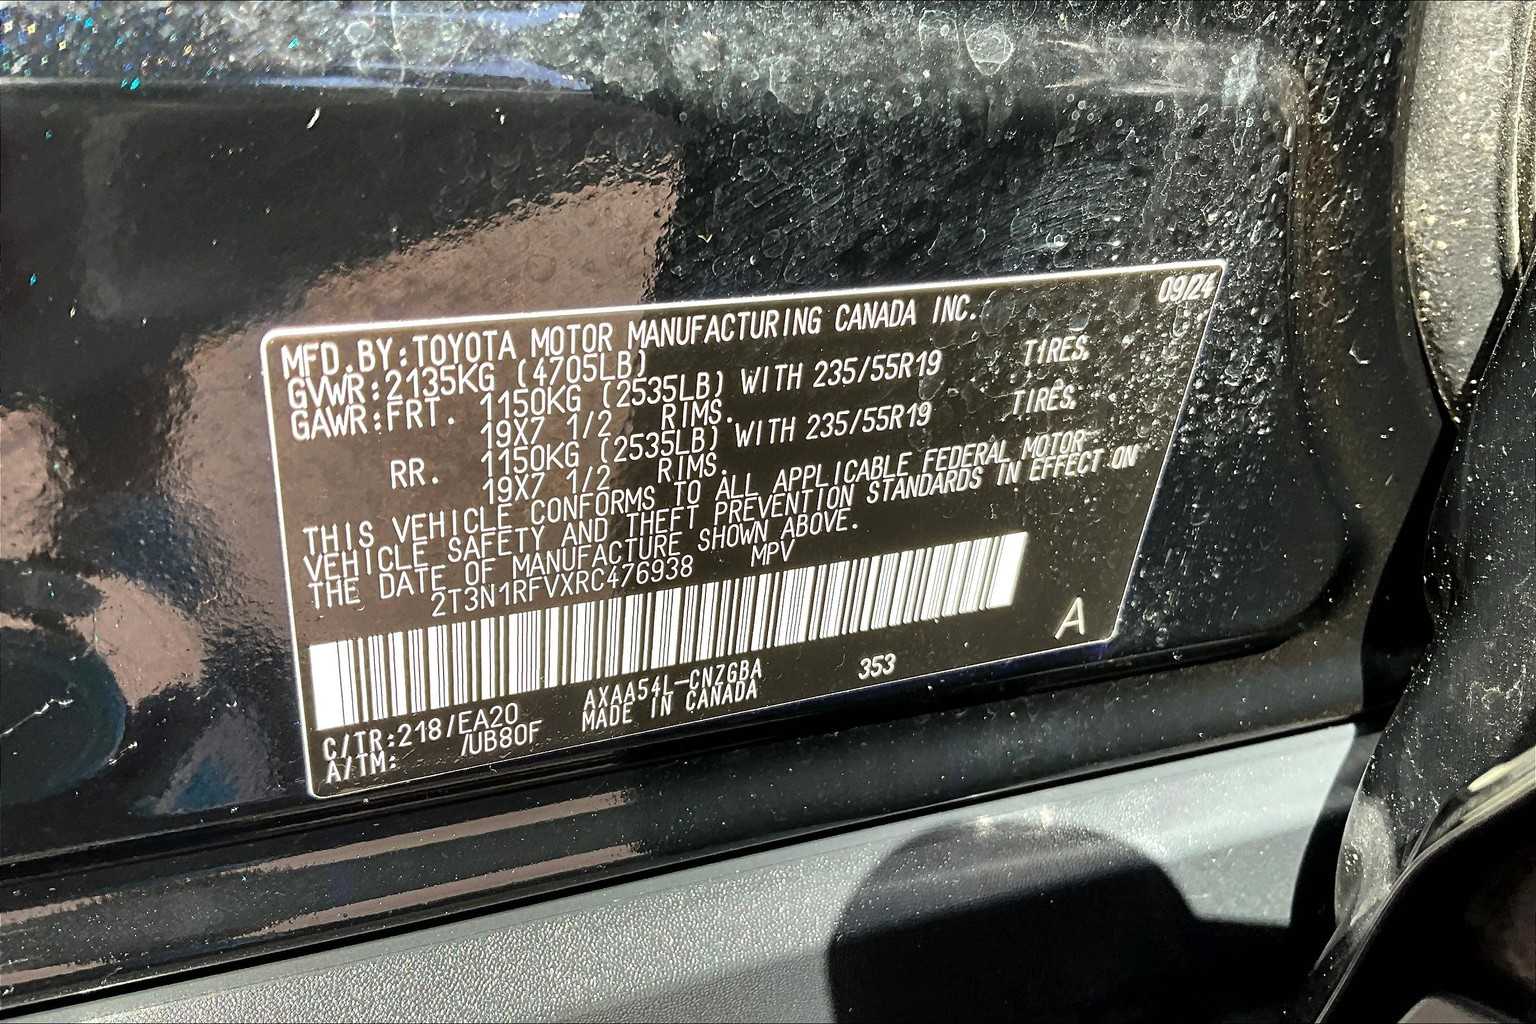 09/24
MFD.BY:TOYOTA MOTOR MANUFACTURING CANADA INC.
GVWR:2135KG (4705LB)
GAWR:FRT. 1150KG (2535LB) WITH 235/55R19 TIRES,
19X7 1/2 RIMS.
RR. 1150KG (2535LB) WITH 235/55R19 TIRES,
19X7 1/2 RIMS.
THIS VEHICLE CONFORMS TO ALL APPLICABLE FEDERAL MOTOR
VEHICLE SAFETY AND THEFT PREVENTION STANDARDS IN EFFECT ON
THE DATE OF MANUFACTURE SHOWN ABOVE.
2T3N1RFVXRC476938 MPV
A
C/TR:218/EA20 AXAA54L-CNZGBA 353
A/TM: /UB80F MADE IN CANADA